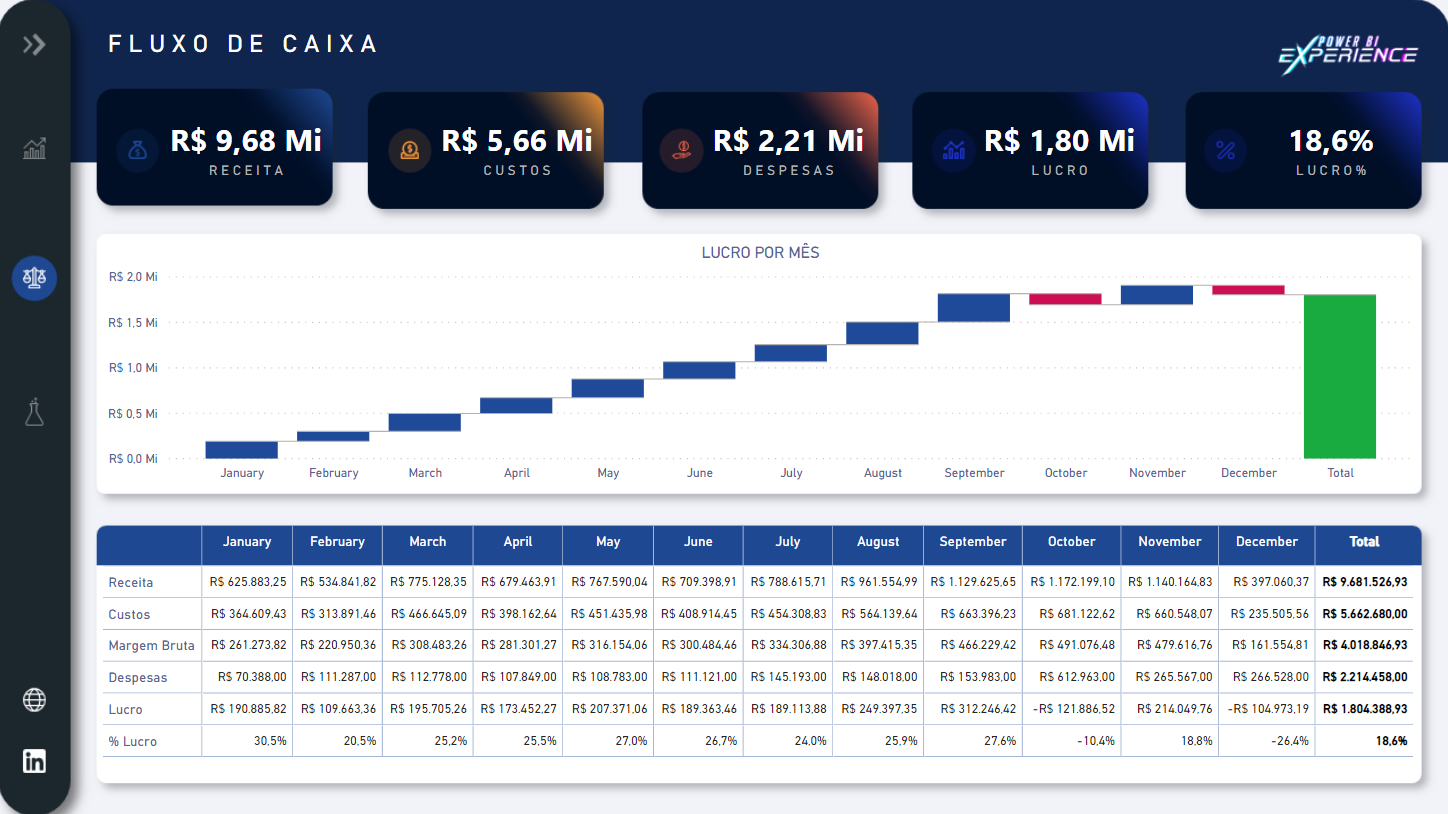 FLUXO DE CAIXA
POWER BI
EXPERIENCE
R$ 9,68 Mi
RECEITA
R$ 5,66 Mi
CUSTOS
R$ 2,21 Mi
DESPESAS
R$ 1,80 Mi
LUCRO
18,6%
LUCRO%
LUCRO POR MÊS
R$ 2,0 Mi
R$ 1,5 Mi
R$ 1,0 Mi
R$ 0,5 Mi
R$ 0,0 Mi
January February March April May June July August September October November December Total
January February March April May June July August September October November December Total
Receita R$ 625.883,25 R$ 534.841,82 R$ 775.128,35 R$ 679.463,91 R$ 767.590,04 R$ 709.398,91 R$ 788.615,71 R$ 961.554,99 R$ 1.129.625,65 R$ 1.172.199,10 R$ 1.140.164,83 R$ 397.060,37 R$ 9.681.526,93
Custos R$ 364.609,43 R$ 313.891,46 R$ 466.645,09 R$ 398.162,64 R$ 451.435,98 R$ 408.914,45 R$ 454.308,83 R$ 564.139,64 R$ 663.396,23 R$ 681.122,62 R$ 660.548,07 R$ 235.505,56 R$ 5.662.680,00
Margem Bruta R$ 261.273,82 R$ 220.950,36 R$ 308.483,26 R$ 281.301,27 R$ 316.154,06 R$ 300.484,46 R$ 334.306,88 R$ 397.415,35 R$ 466.229,42 R$ 491.076,48 R$ 479.616,76 R$ 161.554,81 R$ 4.018.846,93
Despesas R$ 70.388,00 R$ 111.287,00 R$ 112.778,00 R$ 107.849,00 R$ 108.783,00 R$ 111.121,00 R$ 145.193,00 R$ 148.018,00 R$ 153.983,00 R$ 612.963,00 R$ 265.567,00 R$ 266.528,00 R$ 2.214.458,00
Lucro R$ 190.885,82 R$ 109.663,36 R$ 195.705,26 R$ 173.452,27 R$ 207.371,06 R$ 189.363,46 R$ 189.113,88 R$ 249.397,35 R$ 312.246,42 -R$ 121.886,52 R$ 214.049,76 -R$ 104.973,19 R$ 1.804.388,93
% Lucro 30,5% 20,5% 25,2% 25,5% 27,0% 26,7% 24,0% 25,9% 27,6% -10,4% 18,8% -26,4% 18,6%
in